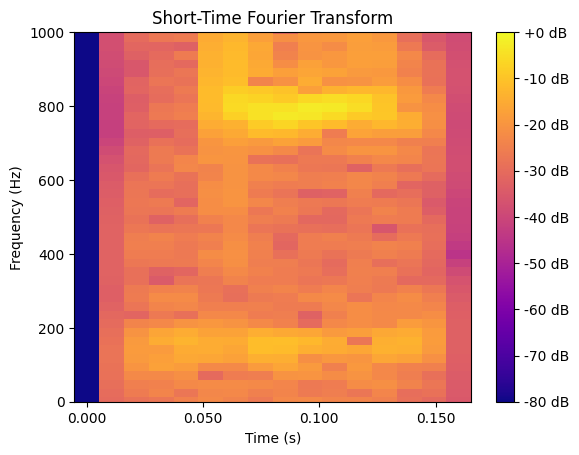 Short-Time Fourier Transform
Frequency (Hz)
1000
800
600
400
200
0
0.000
0.050
0.100
0.150
Time (s)
+0 dB
-10 dB
-20 dB
-30 dB
-40 dB
-50 dB
-60 dB
-70 dB
-80 dB